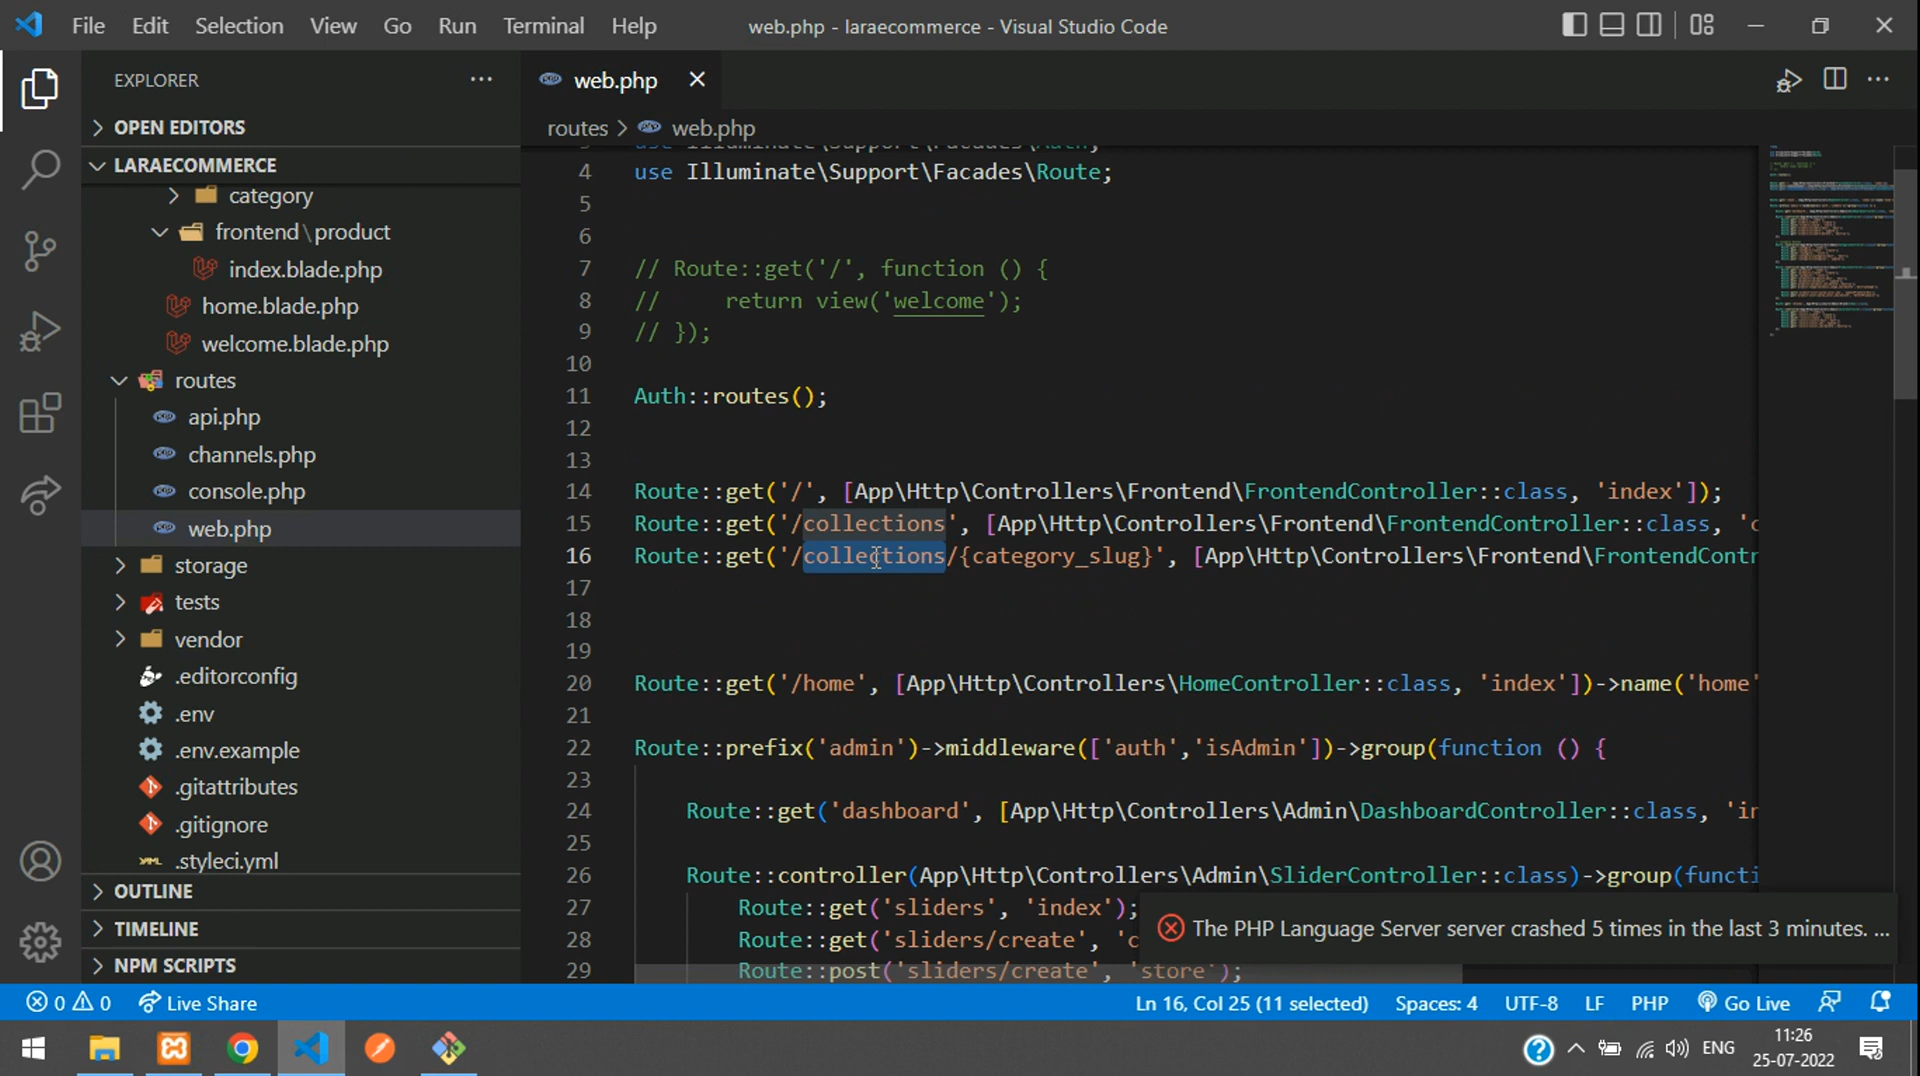 File Edit Selection View Go Run Terminal Help web.php - laraecommerce - Visual Studio Code
EXPLORER
OPEN EDITORS
LARAECOMMERCE
category
frontend\product
index.blade.php
home.blade.php
welcome.blade.php
routes
api.php
channels.php
console.php
web.php
storage
tests
vendor
.editorconfig
.env
.env.example
.gitattributes
.gitignore
.styleci.yml
OUTLINE
TIMELINE
NPM SCRIPTS
web.php
routes > web.php
4 use Illuminate\Support\Facades\Route;
5
6
7 // Route::get('/', function () {
8 //     return view('welcome');
9 // });
10
11 Auth::routes();
12
13
14 Route::get('/', [App\Http\Controllers\Frontend\FrontendController::class, 'index']);
15 Route::get('/collections', [App\Http\Controllers\Frontend\FrontendController::class, 'c
16 Route::get('/collections/{category_slug}', [App\Http\Controllers\Frontend\FrontendContr
17
18
19
20 Route::get('/home', [App\Http\Controllers\HomeController::class, 'index'])->name('home'
21
22 Route::prefix('admin')->middleware(['auth','isAdmin'])->group(function () {
23
24     Route::get('dashboard', [App\Http\Controllers\Admin\DashboardController::class, 'in
25
26     Route::controller(App\Http\Controllers\Admin\SliderController::class)->group(functi
27         Route::get('sliders', 'index');
28         Route::get('sliders/create', 'c
29         Route::post('sliders/create', 'store');
The PHP Language Server server crashed 5 times in the last 3 minutes. ...
0 0 Live Share Ln 16, Col 25 (11 selected) Spaces: 4 UTF-8 LF PHP Go Live
ENG 11:26
25-07-2022